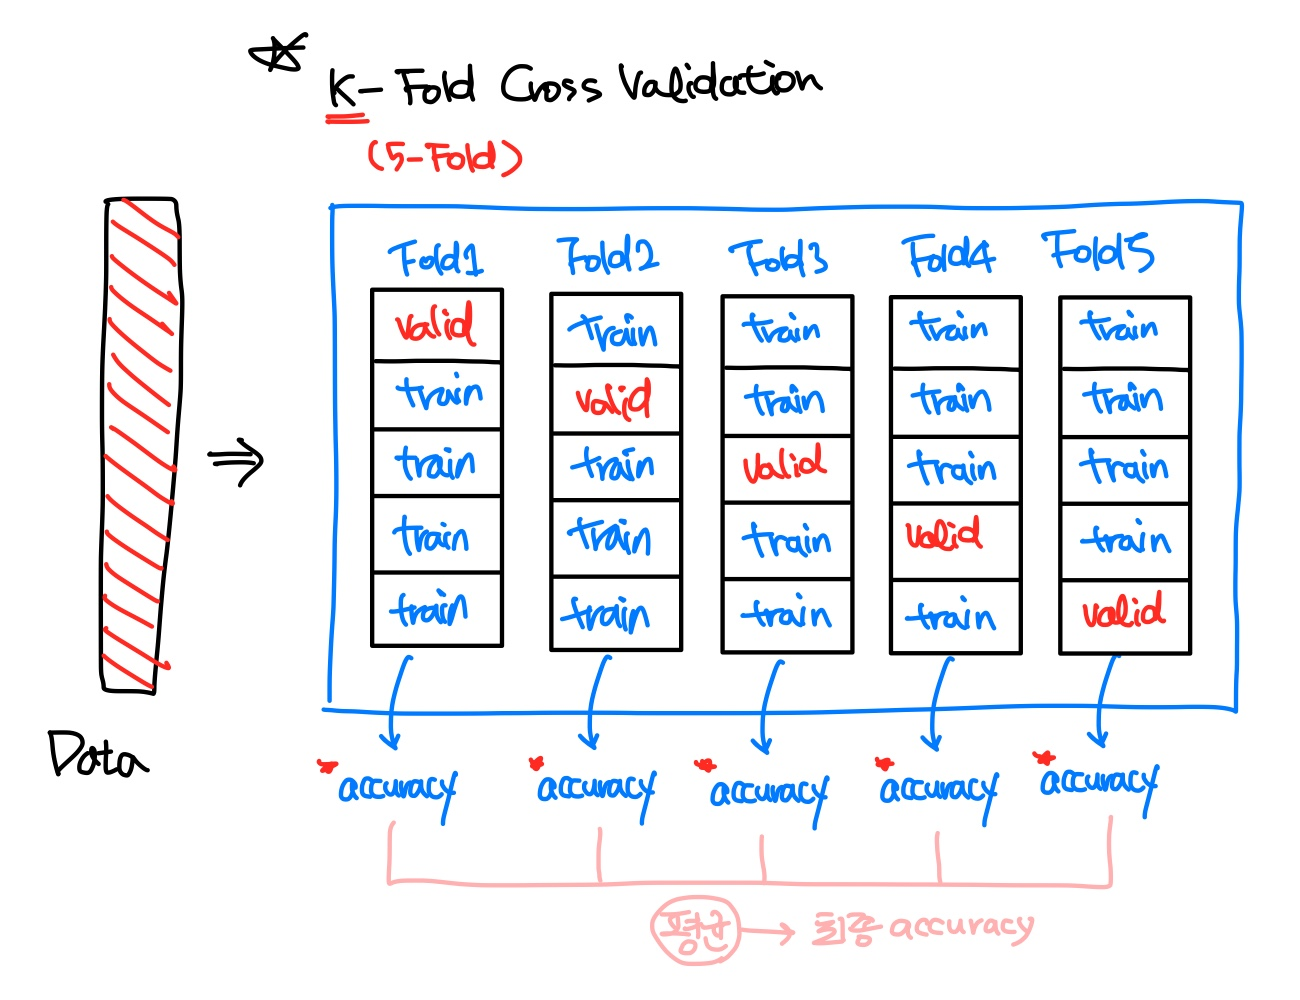 K- Fold Cross Validation
(5-Fold)
Fold1 Fold2 Fold3 Fold4 Fold5
valid train train train train
train valid train train train
train train valid train train
train train train valid train
train train train train valid
Data
accuracy accuracy accuracy accuracy accuracy
평균 → 최종 accuracy